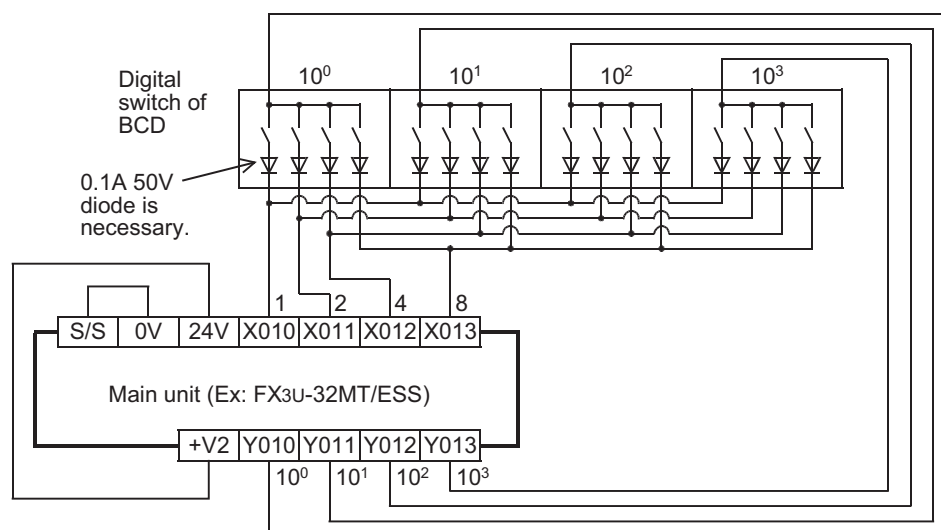 10⁰ 10¹ 10² 10³
Digital
switch of
BCD
0.1A 50V
diode is
necessary.
1 2 4 8
S/S 0V 24V X010 X011 X012 X013
Main unit (Ex: FX3U-32MT/ESS)
+V2 Y010 Y011 Y012 Y013
10⁰ 10¹ 10² 10³